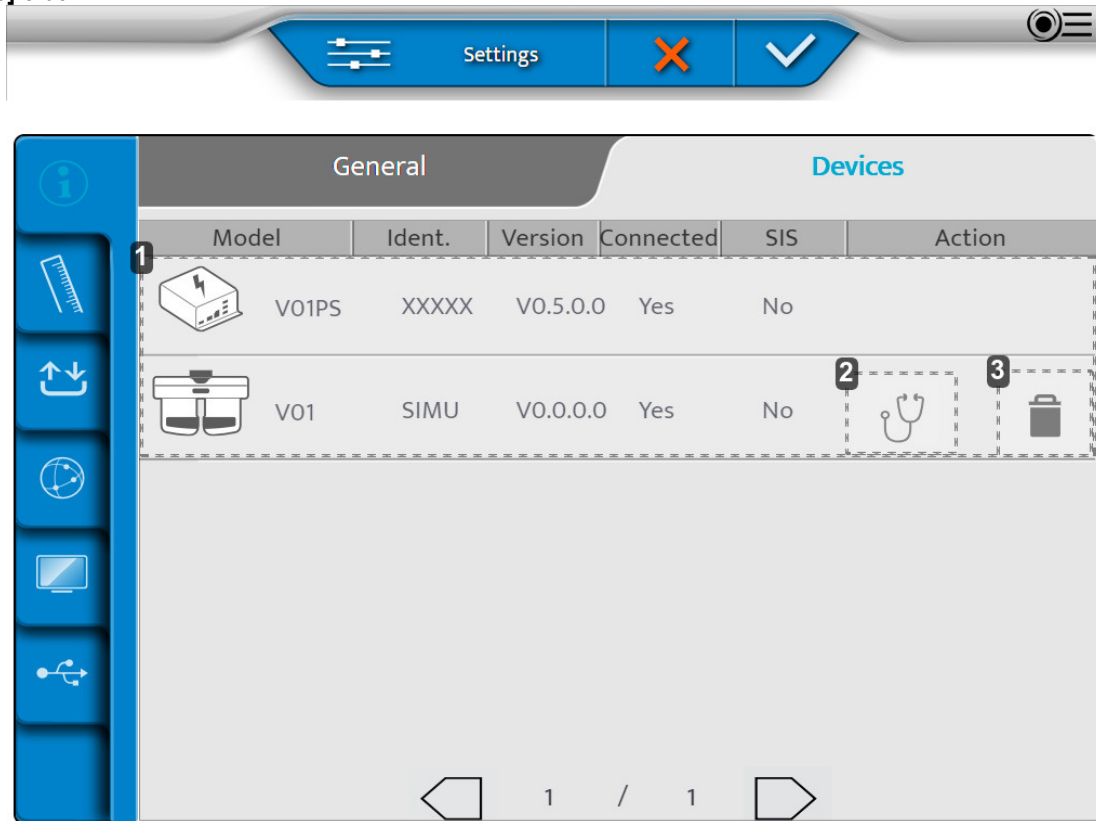 Settings
General Devices
Model Ident. Version Connected SIS Action
1
V01PS XXXXX V0.5.0.0 Yes No
2 3
V01 SIMU V0.0.0.0 Yes No
1 / 1